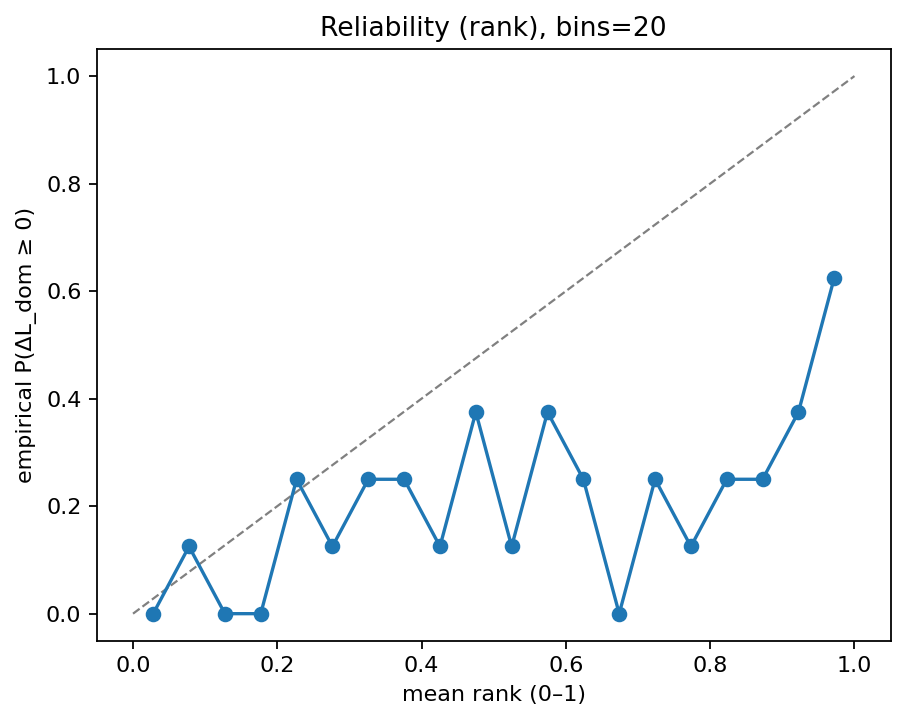 Reliability (rank), bins=20
empirical P(ΔL_dom ≥ 0)
1.0
0.8
0.6
0.4
0.2
0.0
0.0 0.2 0.4 0.6 0.8 1.0
mean rank (0–1)